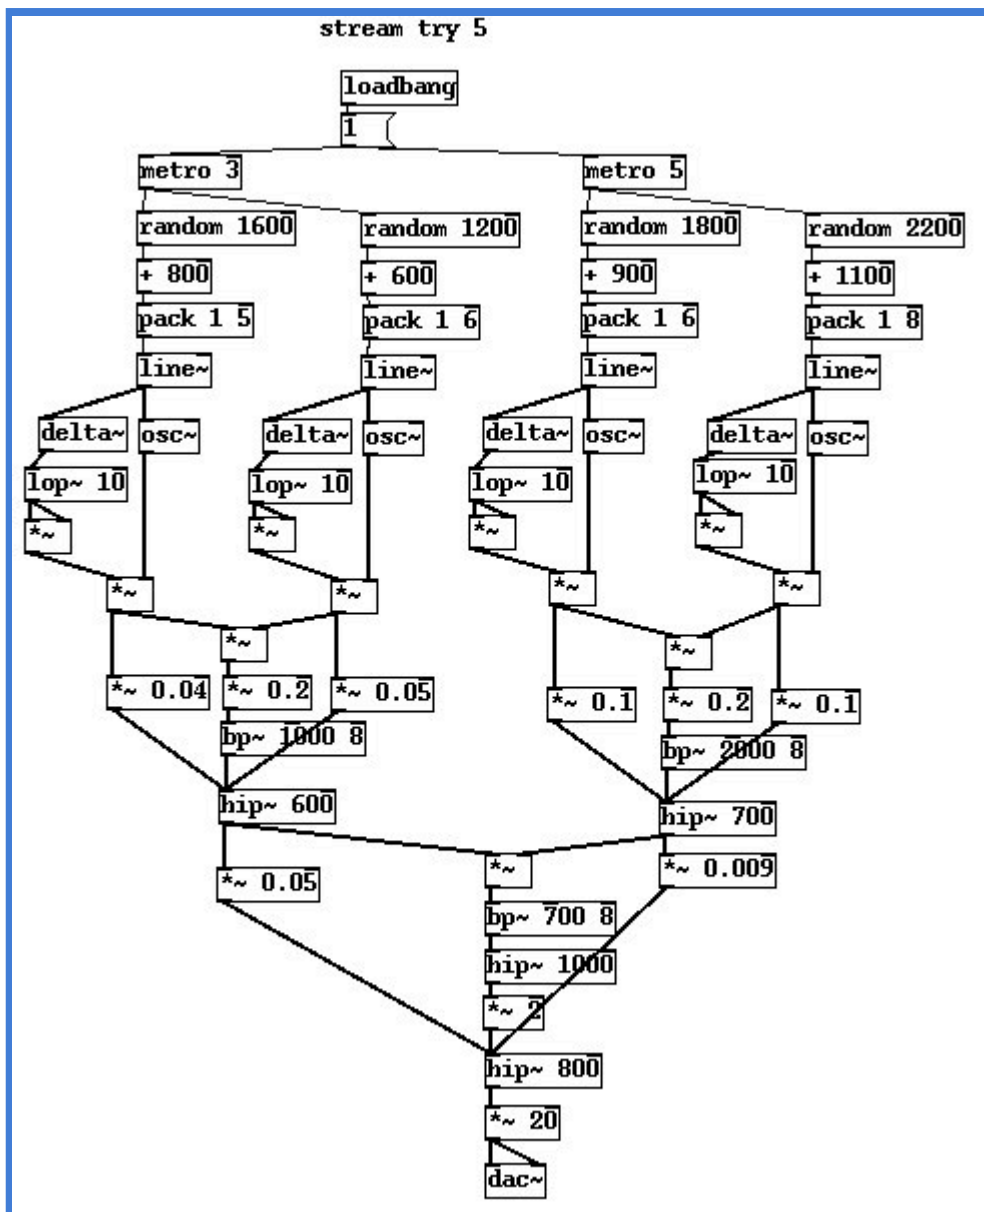 stream try 5
loadbang
1
metro 3 metro 5
random 1600 random 1200 random 1800 random 2200
+ 800 + 600 + 900 + 1100
pack 1 5 pack 1 6 pack 1 6 pack 1 8
line~ line~ line~ line~
delta~ osc~ delta~ osc~ delta~ osc~ delta~ osc~
lop~ 10 lop~ 10 lop~ 10 lop~ 10
*~ *~ *~ *~
*~ *~ *~ *~
*~ *~
*~ 0.04 *~ 0.2 *~ 0.05 *~ 0.1 *~ 0.2 *~ 0.1
bp~ 1000 8 bp~ 2000 8
hip~ 600 hip~ 700
*~ 0.05 *~ *~ 0.009
bp~ 700 8
hip~ 1000
*~ 2
hip~ 800
*~ 20
dac~